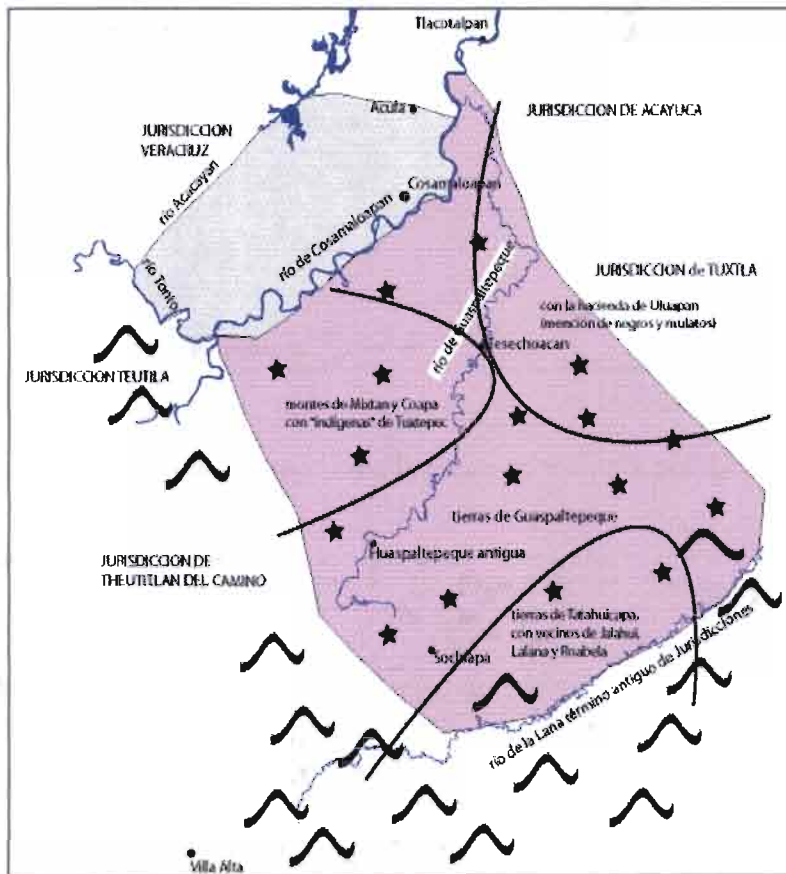 Tlacotalpan
JURISDICCION DE ACAYUCA
Acula
JURISDICCION
VERACRUZ
río Acacayan
Cosamaloapan
río de Cosamaloapan
río Tonto
JURISDICCION de TUXTLA
con la hacienda de Uluapan
(mención de negros y mulatos)
río de Guaspaltepeque
Tesechoacan
JURISDICCION TEUTILA
montes de Mixtan y Coapa
con "indígenas" de Tuxtepec
tierras de Guaspaltepeque
Huaspaltepeque antigua
JURISDICCION DE
THEUTITLAN DEL CAMINO
tierras de Tatahuicapa,
con vecinos de Jalahui,
Lalana y
Sochiapa
río de la Lana término antiguo de Jurisdicciones
Villa Alta